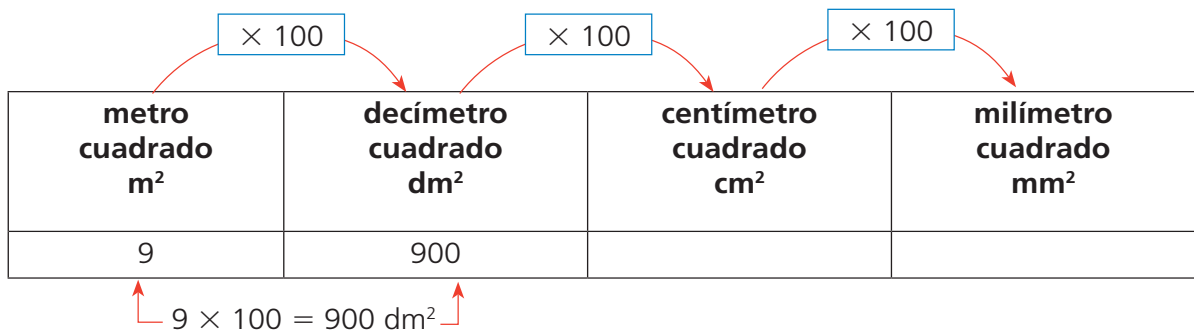 × 100
× 100
× 100
metro
cuadrado
m²
decímetro
cuadrado
dm²
centímetro
cuadrado
cm²
milímetro
cuadrado
mm²
9
900
9 × 100 = 900 dm²